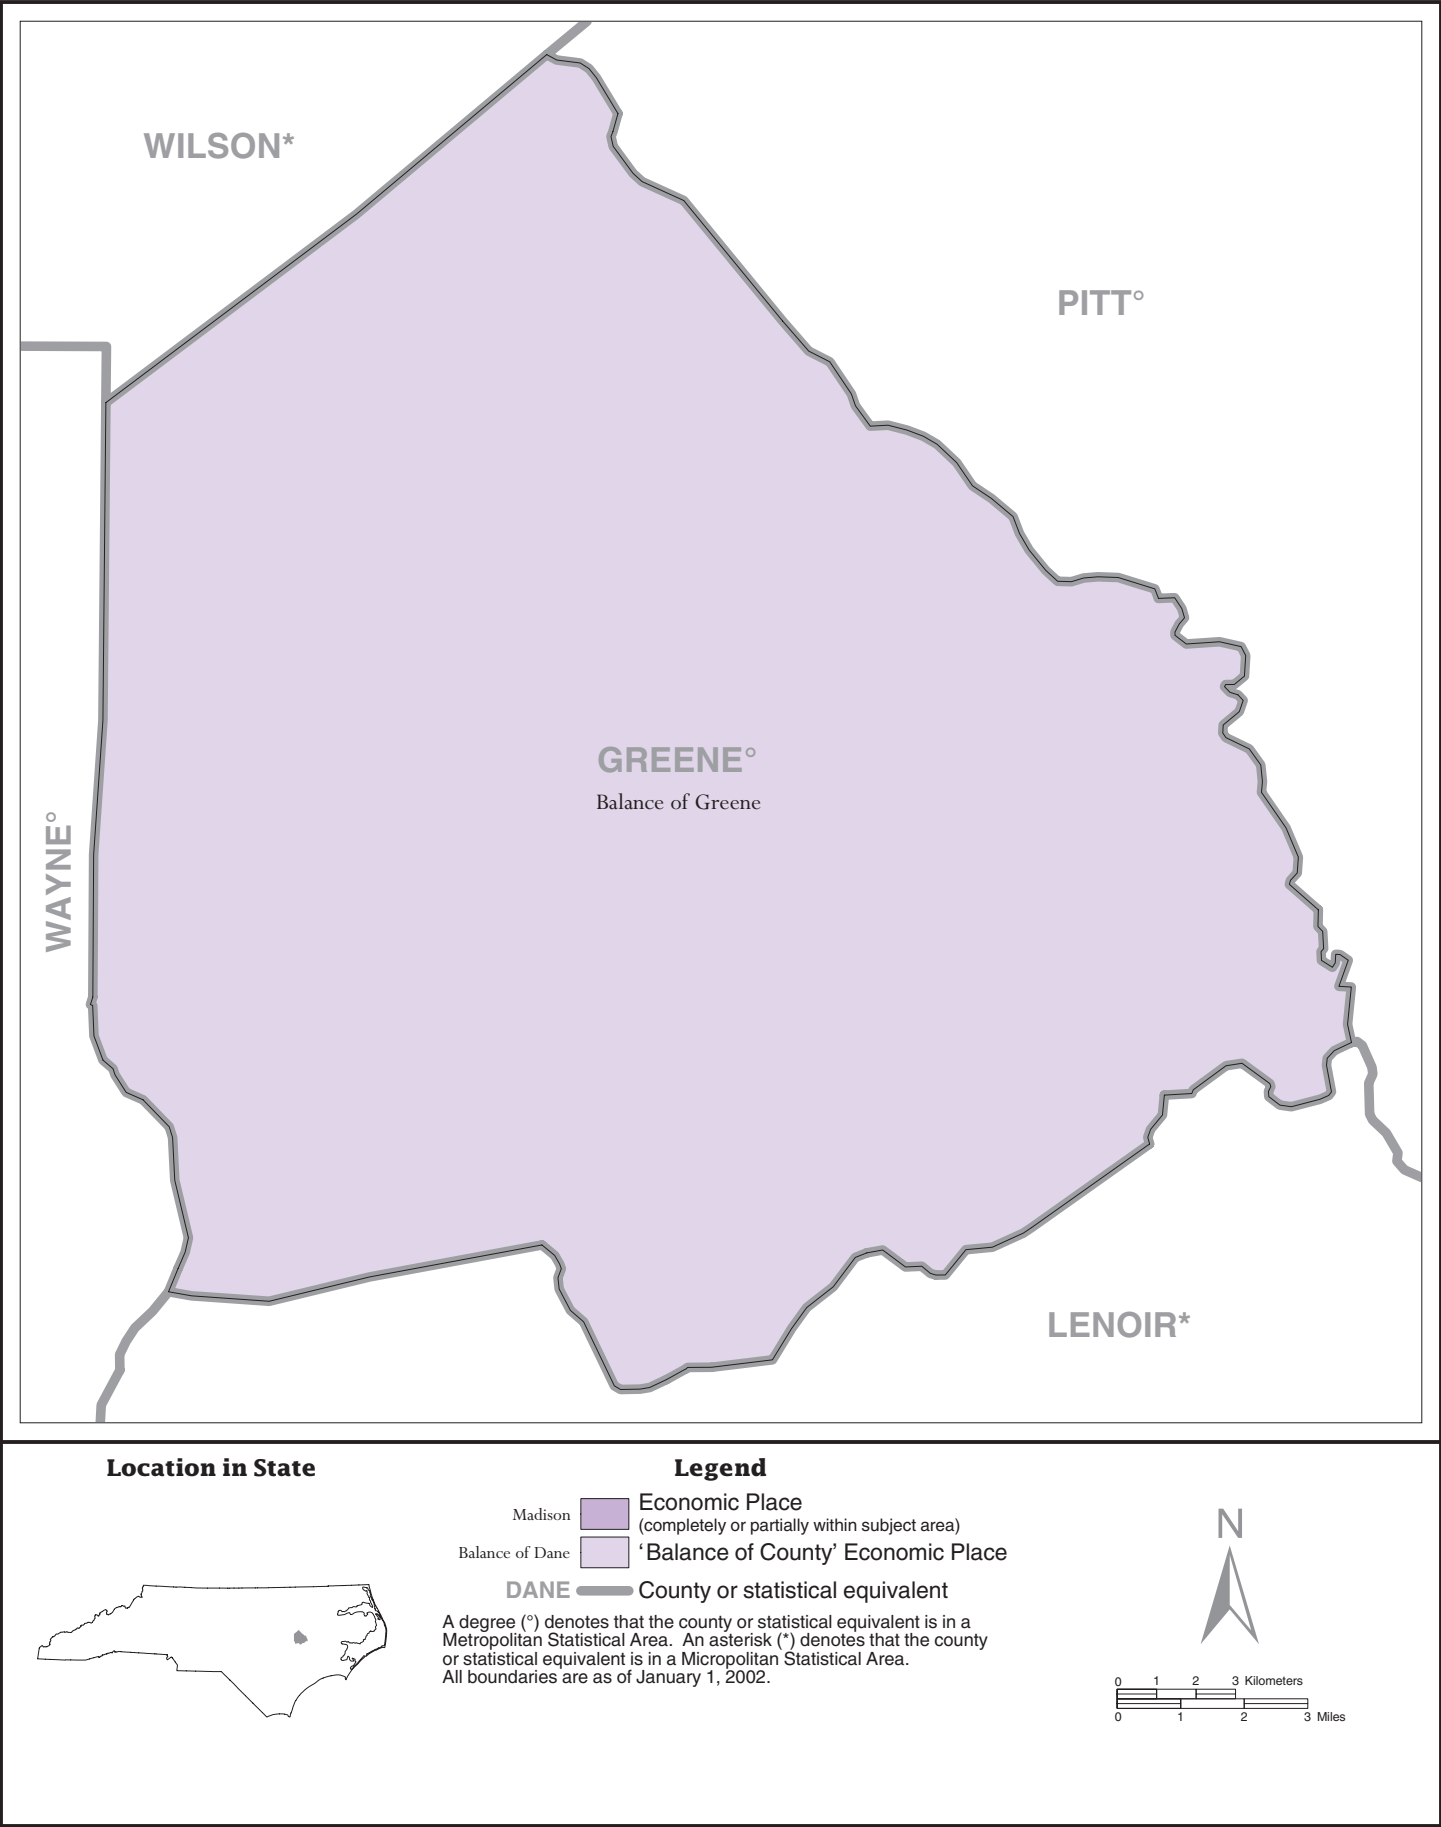 WILSON*
PITT°
GREENE°
Balance of Greene
WAYNE°
LENOIR*
Location in State
Legend
Madison
Economic Place
(completely or partially within subject area)
Balance of Dane
‘Balance of County’ Economic Place
DANE
County or statistical equivalent
A degree (°) denotes that the county or statistical equivalent is in a
Metropolitan Statistical Area. An asterisk (*) denotes that the county
or statistical equivalent is in a Micropolitan Statistical Area.
All boundaries are as of January 1, 2002.
N
0 1 2 3 Kilometers
0 1 2 3 Miles